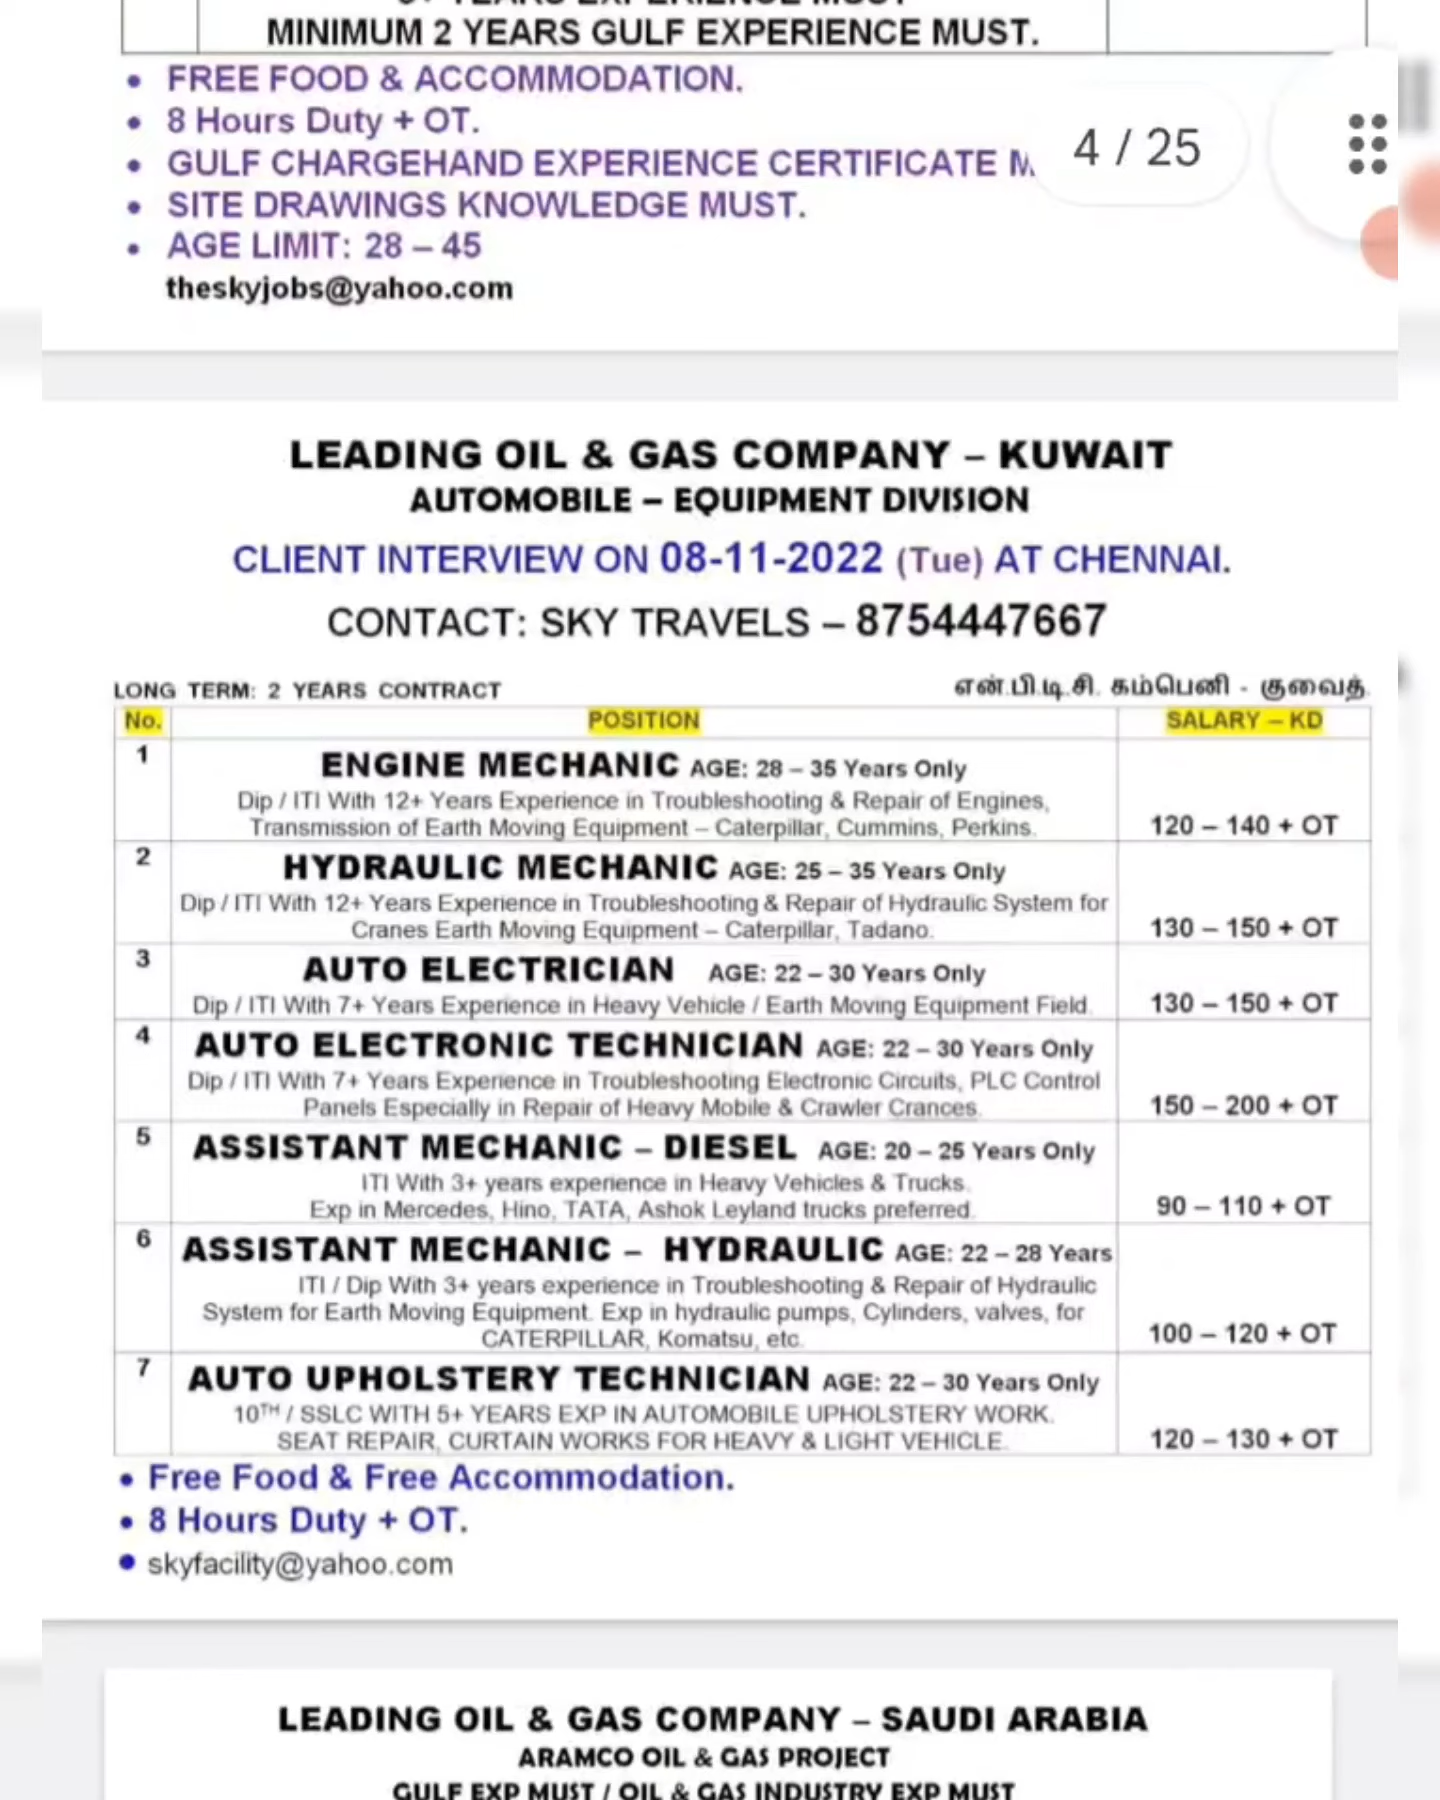 MINIMUM 2 YEARS GULF EXPERIENCE MUST.
• FREE FOOD & ACCOMMODATION.
• 8 Hours Duty + OT.
• GULF CHARGEHAND EXPERIENCE CERTIFICATE
4 / 25
• SITE DRAWINGS KNOWLEDGE MUST.
• AGE LIMIT: 28 – 45
theskyjobs@yahoo.com
LEADING OIL & GAS COMPANY – KUWAIT
AUTOMOBILE – EQUIPMENT DIVISION
CLIENT INTERVIEW ON 08-11-2022 (Tue) AT CHENNAI.
CONTACT: SKY TRAVELS – 8754447667
LONG TERM: 2 YEARS CONTRACT என்.பி.டி.சி. கம்பெனி - குவைத்.
No. POSITION SALARY – KD
1 ENGINE MECHANIC AGE: 28 – 35 Years Only
Dip / ITI With 12+ Years Experience in Troubleshooting & Repair of Engines,
Transmission of Earth Moving Equipment – Caterpillar, Cummins, Perkins. 120 – 140 + OT
2 HYDRAULIC MECHANIC AGE: 25 – 35 Years Only
Dip / ITI With 12+ Years Experience in Troubleshooting & Repair of Hydraulic System for
Cranes Earth Moving Equipment – Caterpillar, Tadano. 130 – 150 + OT
3 AUTO ELECTRICIAN AGE: 22 – 30 Years Only
Dip / ITI With 7+ Years Experience in Heavy Vehicle / Earth Moving Equipment Field. 130 – 150 + OT
4 AUTO ELECTRONIC TECHNICIAN AGE: 22 – 30 Years Only
Dip / ITI With 7+ Years Experience in Troubleshooting Electronic Circuits, PLC Control
Panels Especially in Repair of Heavy Mobile & Crawler Crances. 150 – 200 + OT
5 ASSISTANT MECHANIC – DIESEL AGE: 20 – 25 Years Only
ITI With 3+ years experience in Heavy Vehicles & Trucks.
Exp in Mercedes, Hino, TATA, Ashok Leyland trucks preferred. 90 – 110 + OT
6 ASSISTANT MECHANIC – HYDRAULIC AGE: 22 – 28 Years
ITI / Dip With 3+ years experience in Troubleshooting & Repair of Hydraulic
System for Earth Moving Equipment. Exp in hydraulic pumps, Cylinders, valves, for
CATERPILLAR, Komatsu, etc. 100 – 120 + OT
7 AUTO UPHOLSTERY TECHNICIAN AGE: 22 – 30 Years Only
10TH / SSLC WITH 5+ YEARS EXP IN AUTOMOBILE UPHOLSTERY WORK.
SEAT REPAIR, CURTAIN WORKS FOR HEAVY & LIGHT VEHICLE. 120 – 130 + OT
• Free Food & Free Accommodation.
• 8 Hours Duty + OT.
• skyfacility@yahoo.com
LEADING OIL & GAS COMPANY – SAUDI ARABIA
ARAMCO OIL & GAS PROJECT
GULF EXP MUST / OIL & GAS INDUSTRY EXP MUST